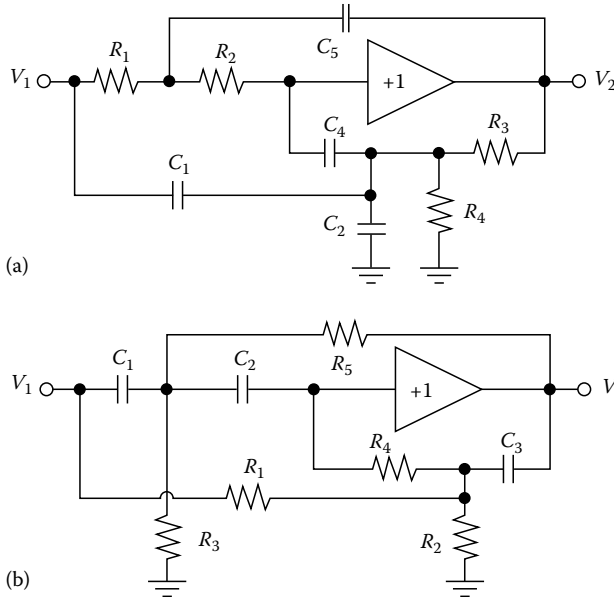 C₅
R₁
R₂
V₁
+1
V₂
C₄
R₃
C₁
C₂
R₄
(a)
R₅
C₁
C₂
V₁
+1
V
R₄
C₃
R₁
R₃
R₂
(b)